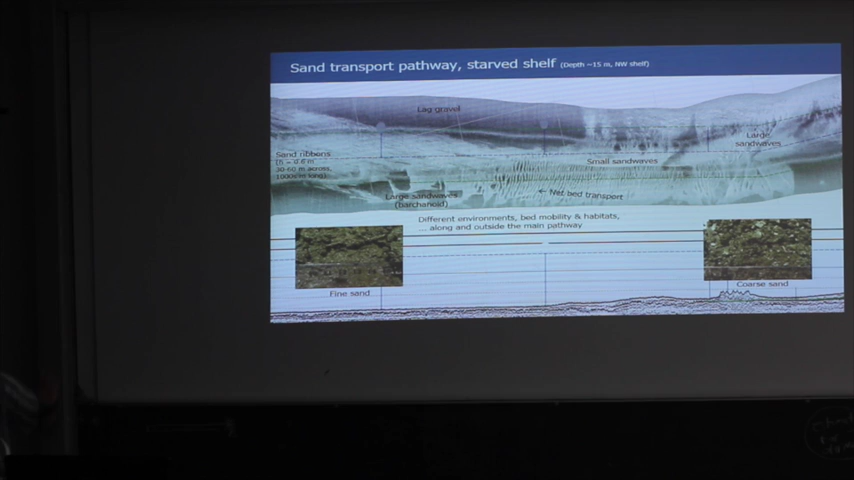 Sand transport pathway, starved shelf (Depth ~15 m, NW shelf)
Lag gravel
Large
sandwaves
Sand ribbons
30-60 m across,
Small sandwaves
Large sandwaves
(barchanoid)
← Net bed transport
Different environments, bed mobility & habitats,
... along and outside the main pathway
Fine sand
Coarse sand